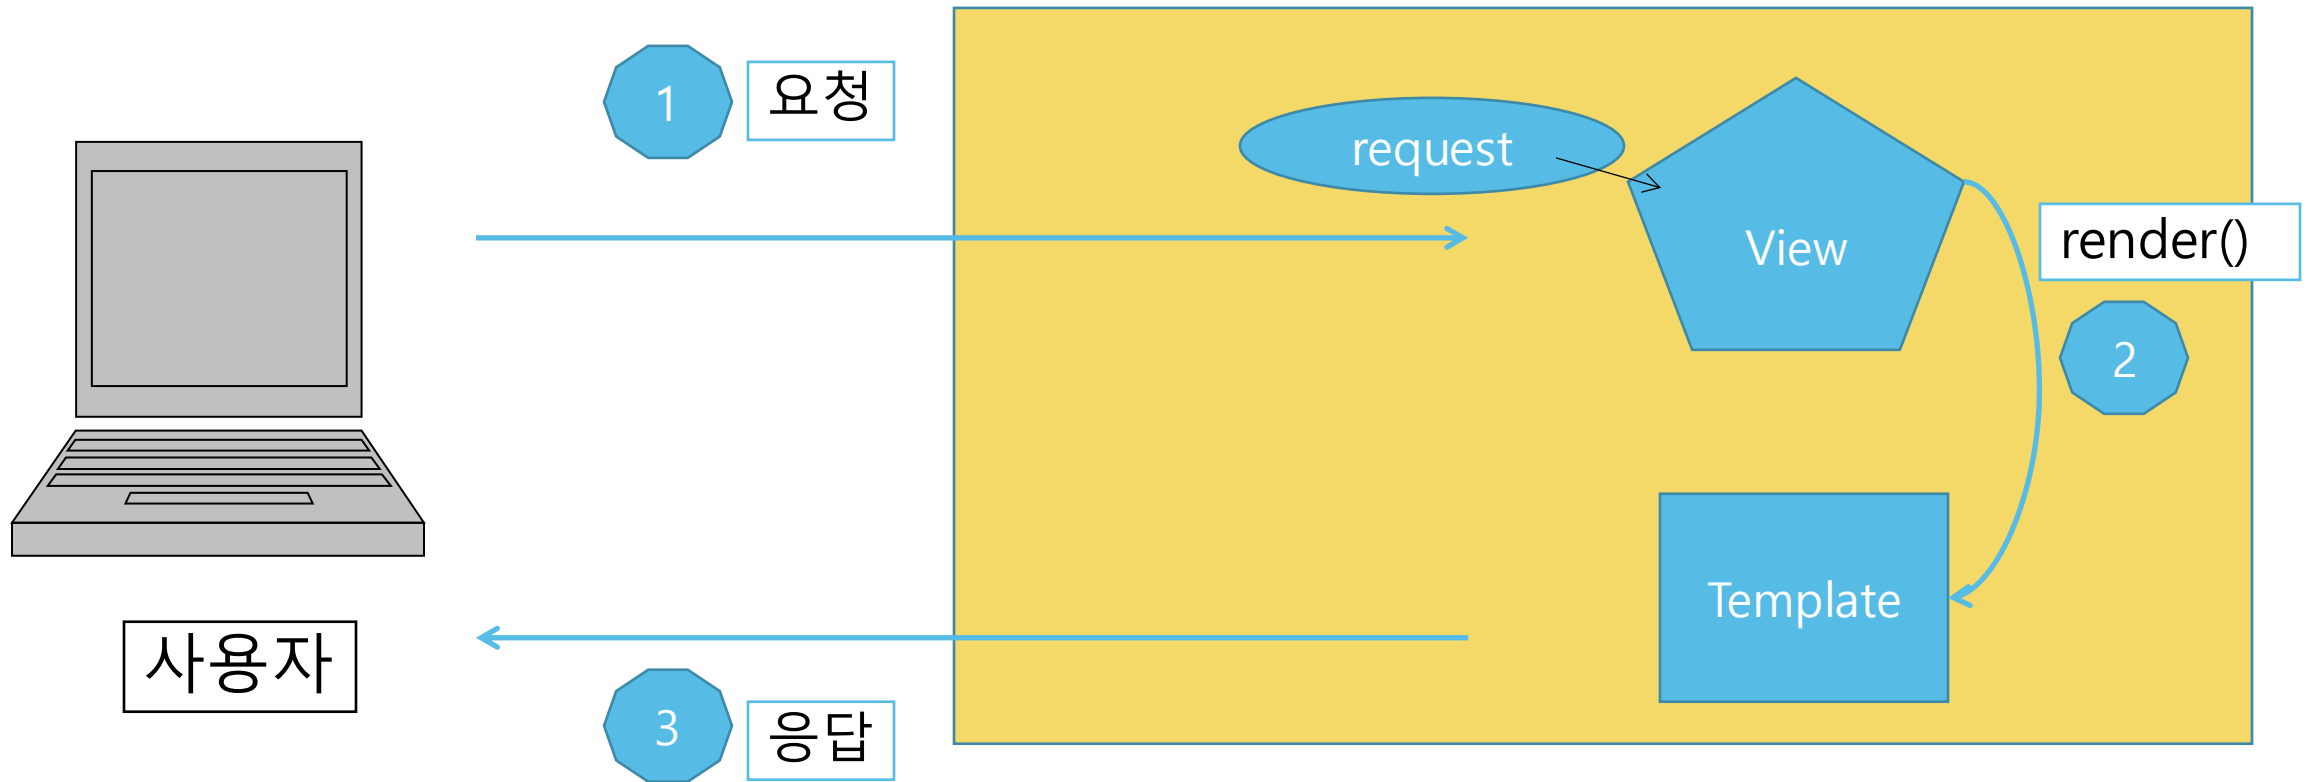 1
요청
request
View
render()
2
Template
사용자
3
응답